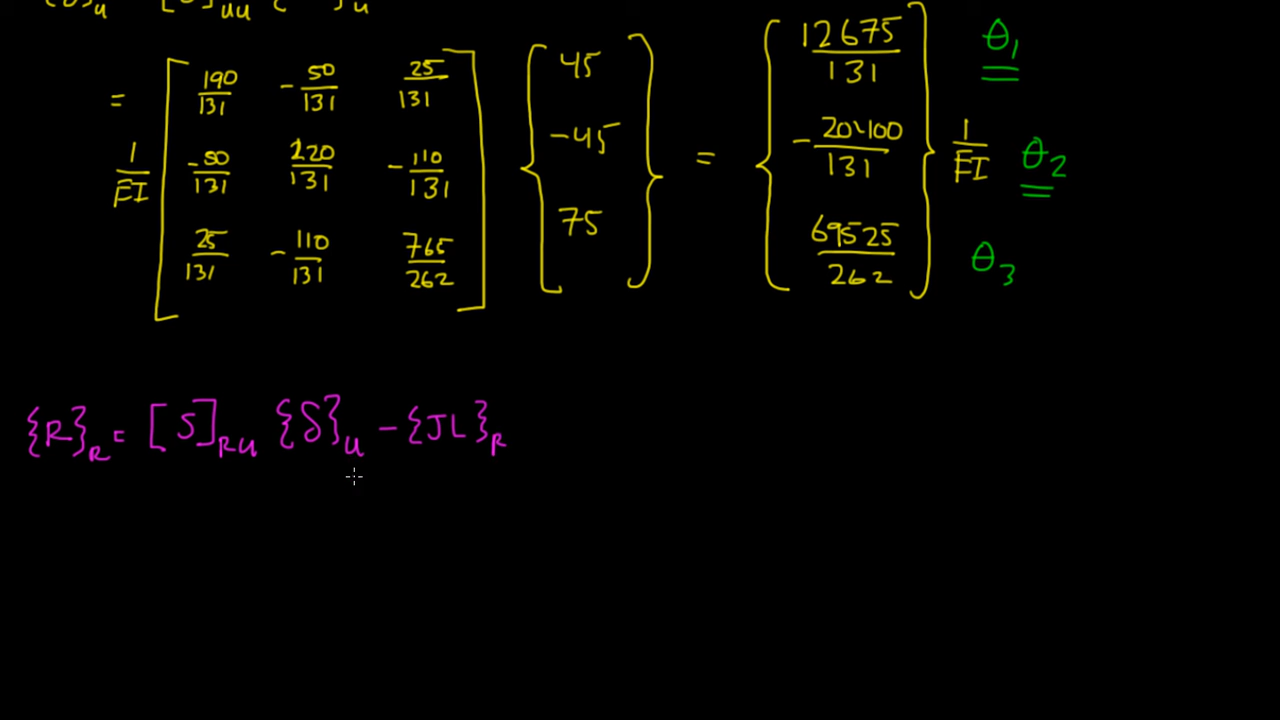 = 1/EI [ 190/131 -50/131 25/131 ] { 45 } = { 12675/131 } 1/EI θ1
[ -50/131 220/131 -110/131 ] { -45 } { -20100/131 } θ2
[ 25/131 -110/131 765/262 ] { 75 } { 69525/262 } θ3
{R}R = [S]RU {δ}U - {JL}R